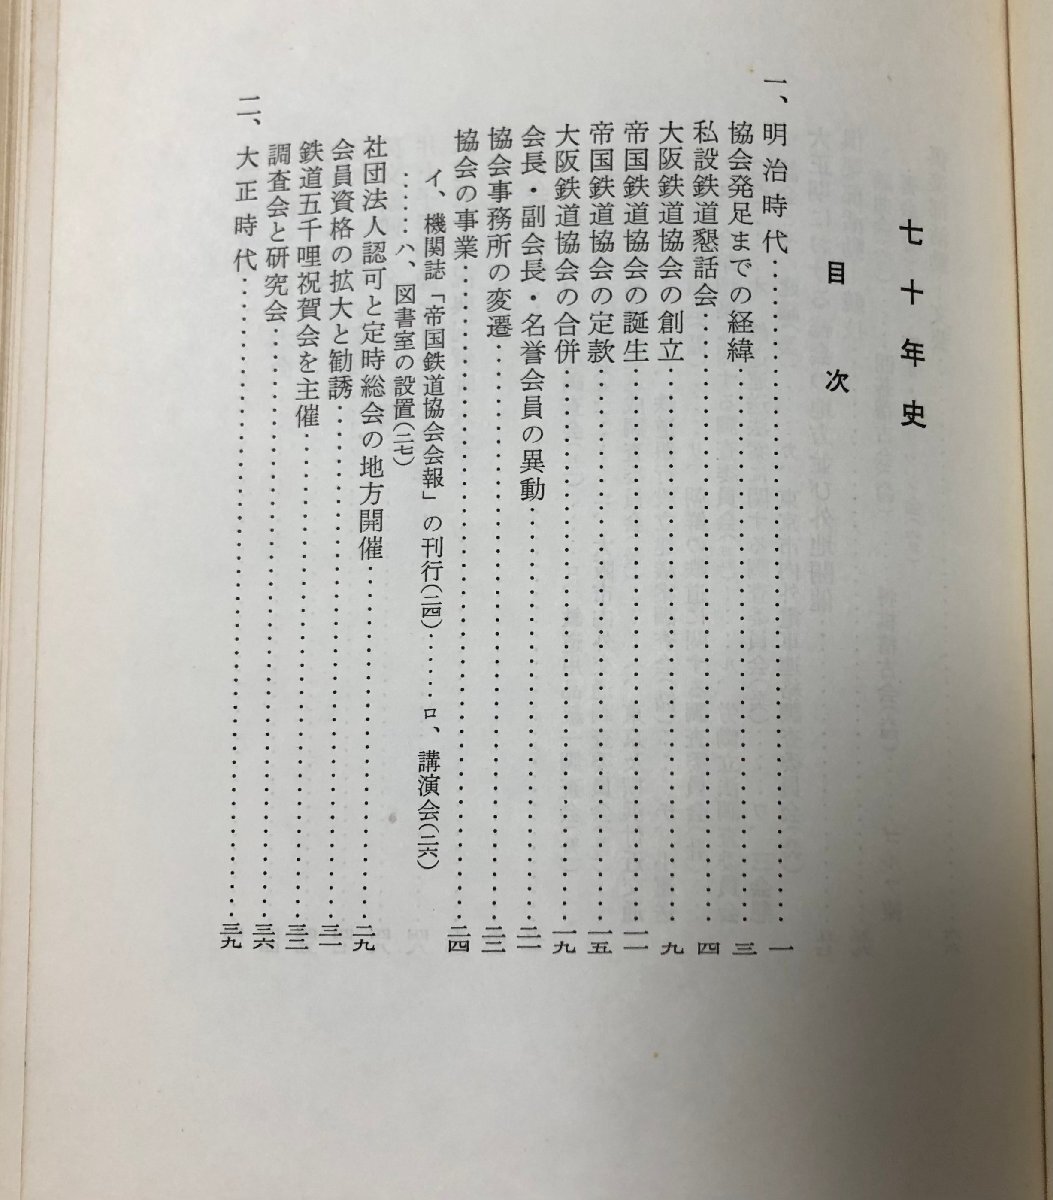 七十年史
目次
一、明治時代……………………一
協会発足までの経緯……………………三
私設鉄道懇話会……………………四
大阪鉄道協会の創立……………………九
帝国鉄道協会の誕生……………………一一
帝国鉄道協会の定款……………………一五
大阪鉄道協会の合併……………………一九
会長・副会長・名誉会員の異動……………………二一
協会事務所の変遷……………………二三
協会の事業……………………二四
イ、機関誌「帝国鉄道協会会報」の刊行(二四)……ロ、講演会(二六)
……ハ、図書室の設置(二七)
社団法人認可と定時総会の地方開催……………………二九
会員資格の拡大と勧誘……………………三一
鉄道五千哩祝賀会を主催……………………三二
調査会と研究会……………………三六
二、大正時代……………………三九